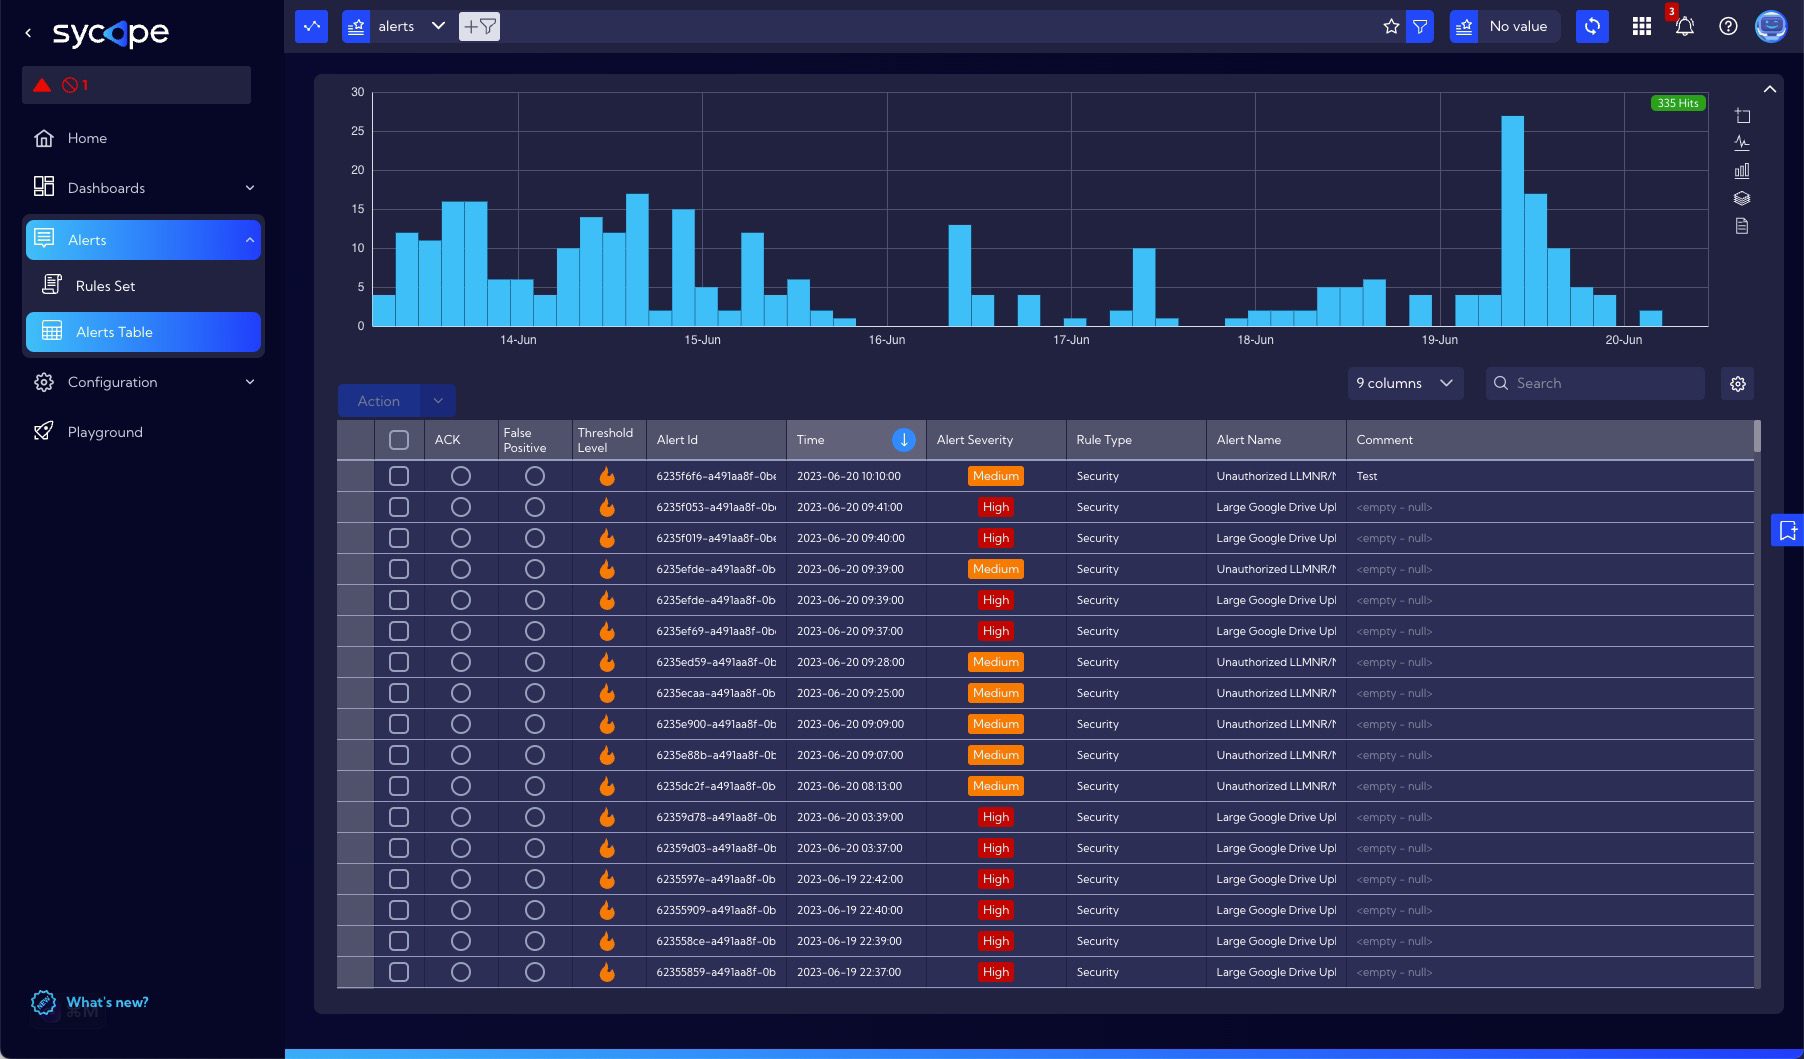 sycope
1
Home
Dashboards
Alerts
Rules Set
Alerts Table
Configuration
Playground
What's new?
⌘M
alerts
No value
3
335 Hits
30
25
20
15
10
5
0
14-Jun 15-Jun 16-Jun 17-Jun 18-Jun 19-Jun 20-Jun
Action
9 columns
Search
ACK False Positive Threshold Level Alert Id Time Alert Severity Rule Type Alert Name Comment
6235f6f6-a491aa8f-0be 2023-06-20 10:10:00 Medium Security Unauthorized LLMNR/N Test
6235f053-a491aa8f-0b 2023-06-20 09:41:00 High Security Large Google Drive Upl <empty - null>
6235f019-a491aa8f-0be 2023-06-20 09:40:00 High Security Large Google Drive Upl <empty - null>
6235efde-a491aa8f-0b 2023-06-20 09:39:00 Medium Security Unauthorized LLMNR/N <empty - null>
6235efde-a491aa8f-0b 2023-06-20 09:39:00 High Security Large Google Drive Upl <empty - null>
6235ef69-a491aa8f-0b 2023-06-20 09:37:00 High Security Large Google Drive Upl <empty - null>
6235ed59-a491aa8f-0b 2023-06-20 09:28:00 Medium Security Unauthorized LLMNR/N <empty - null>
6235ecaa-a491aa8f-0b 2023-06-20 09:25:00 Medium Security Unauthorized LLMNR/N <empty - null>
6235e900-a491aa8f-0b 2023-06-20 09:09:00 Medium Security Unauthorized LLMNR/N <empty - null>
6235e88b-a491aa8f-0b 2023-06-20 09:07:00 Medium Security Unauthorized LLMNR/N <empty - null>
6235dc2f-a491aa8f-0b 2023-06-20 08:13:00 Medium Security Unauthorized LLMNR/N <empty - null>
62359d78-a491aa8f-0b 2023-06-20 03:39:00 High Security Large Google Drive Upl <empty - null>
62359d03-a491aa8f-0b 2023-06-20 03:37:00 High Security Large Google Drive Upl <empty - null>
6235597e-a491aa8f-0b 2023-06-19 22:42:00 High Security Large Google Drive Upl <empty - null>
62355909-a491aa8f-0b 2023-06-19 22:40:00 High Security Large Google Drive Upl <empty - null>
623558ce-a491aa8f-0b 2023-06-19 22:39:00 High Security Large Google Drive Upl <empty - null>
62355859-a491aa8f-0b 2023-06-19 22:37:00 High Security Large Google Drive Upl <empty - null>